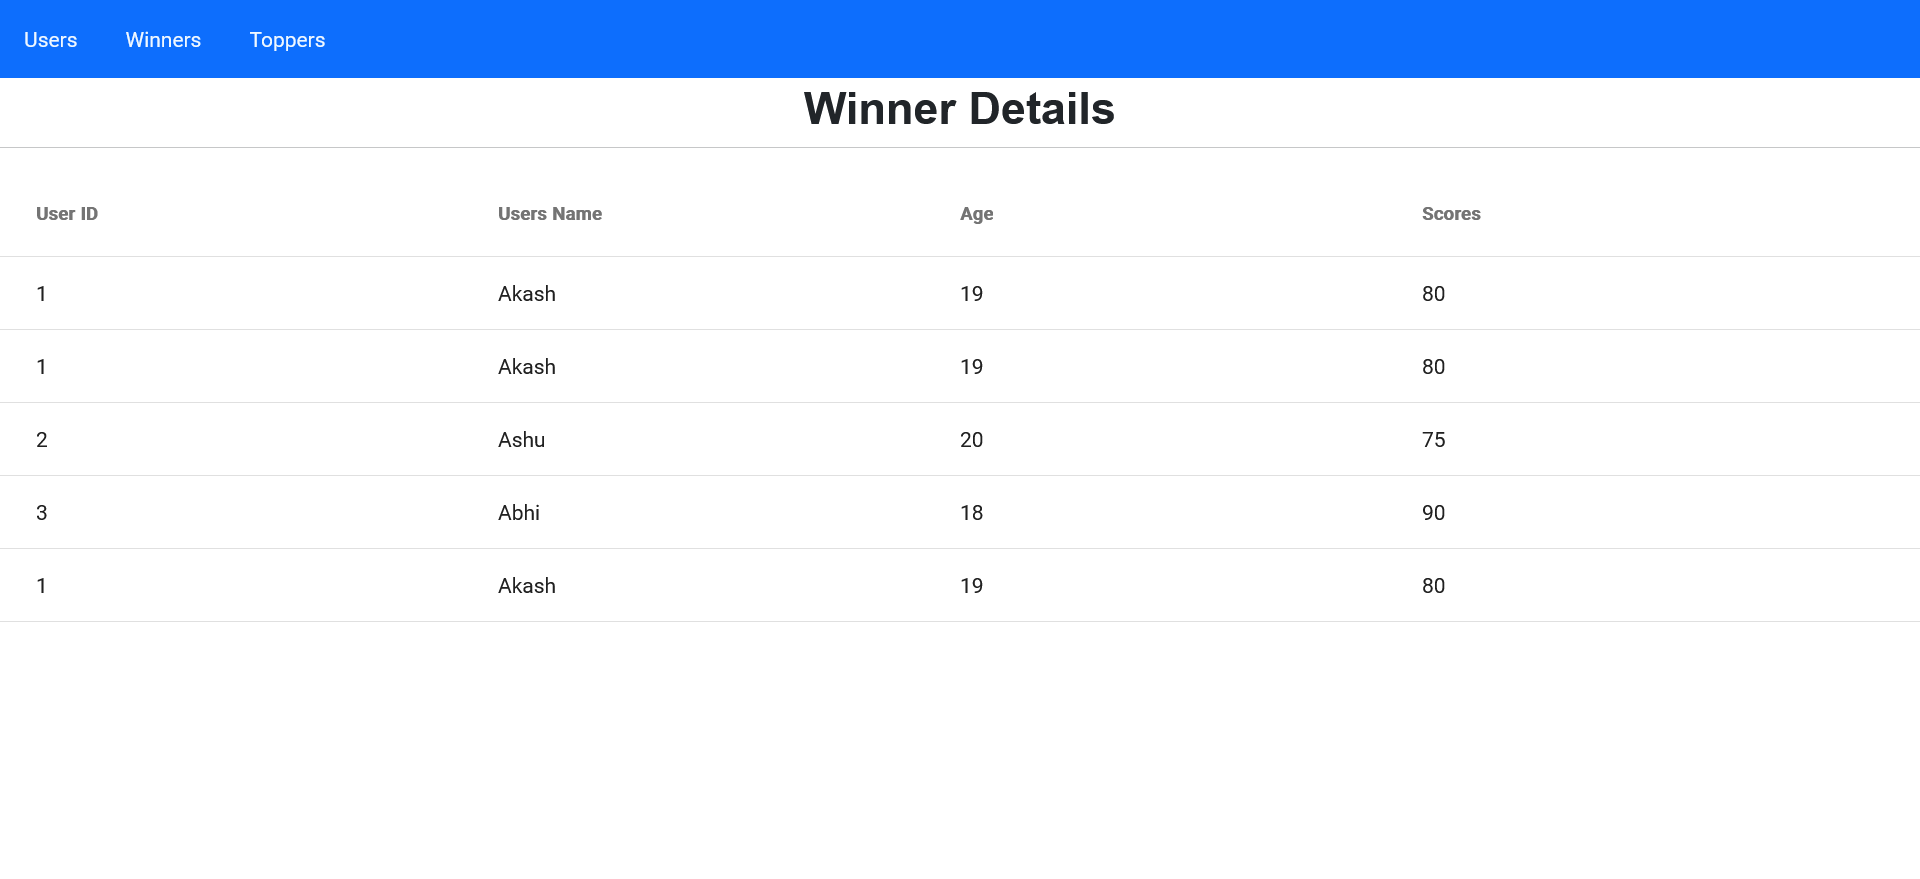 Users Winners Toppers
Winner Details
User ID Users Name Age Scores
1 Akash 19 80
1 Akash 19 80
2 Ashu 20 75
3 Abhi 18 90
1 Akash 19 80